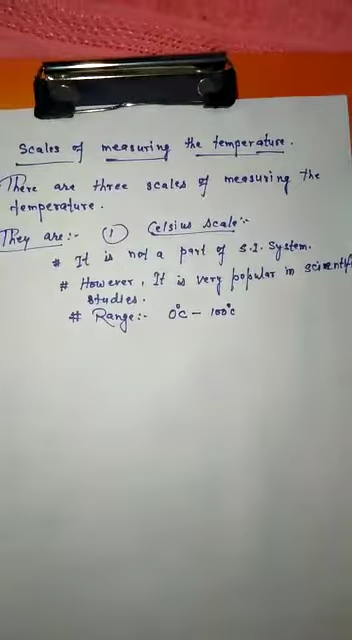 Scales of measuring the temperature.
There are three scales of measuring the
temperature.
They are:- ① Celsius scale:-
# It is not a part of S.I. System.
# However, It is very popular in scientific
studies.
# Range:- 0°C - 100°C